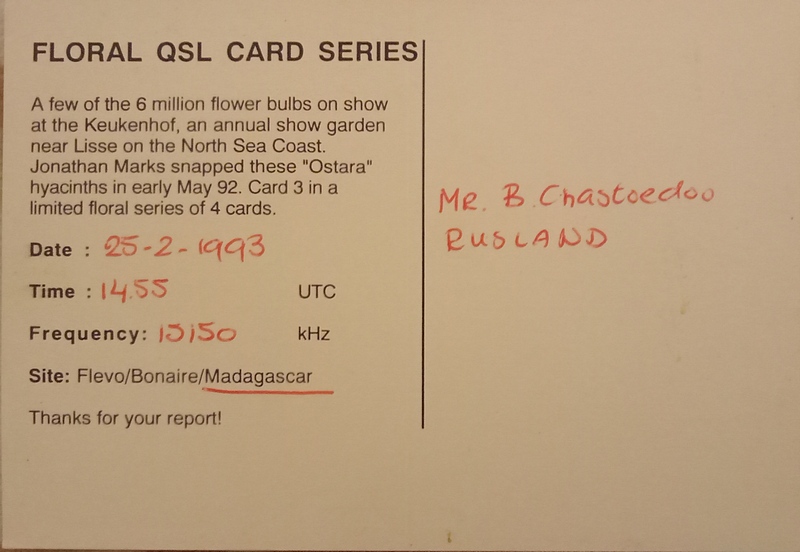 FLORAL QSL CARD SERIES
A few of the 6 million flower bulbs on show
at the Keukenhof, an annual show garden
near Lisse on the North Sea Coast.
Jonathan Marks snapped these "Ostara"
hyacinths in early May 92. Card 3 in a
limited floral series of 4 cards.
Date : 25-2-1993
Time : 14.55 UTC
Frequency: 15150 kHz
Site: Flevo/Bonaire/Madagascar
Thanks for your report!
Mr. B. Chastoedoo
RUSLAND